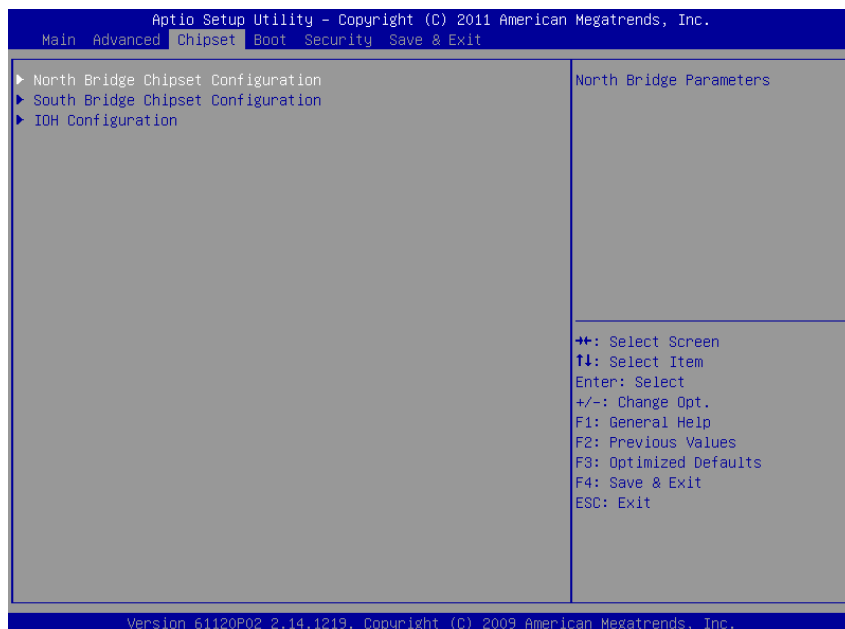 Aptio Setup Utility – Copyright (C) 2011 American Megatrends, Inc.
Main Advanced Chipset Boot Security Save & Exit
▶ North Bridge Chipset Configuration
▶ South Bridge Chipset Configuration
▶ IOH Configuration
North Bridge Parameters
→←: Select Screen
↑↓: Select Item
Enter: Select
+/-: Change Opt.
F1: General Help
F2: Previous Values
F3: Optimized Defaults
F4: Save & Exit
ESC: Exit
Version 61120P02 2.14.1219. Copyright (C) 2009 American Megatrends, Inc.